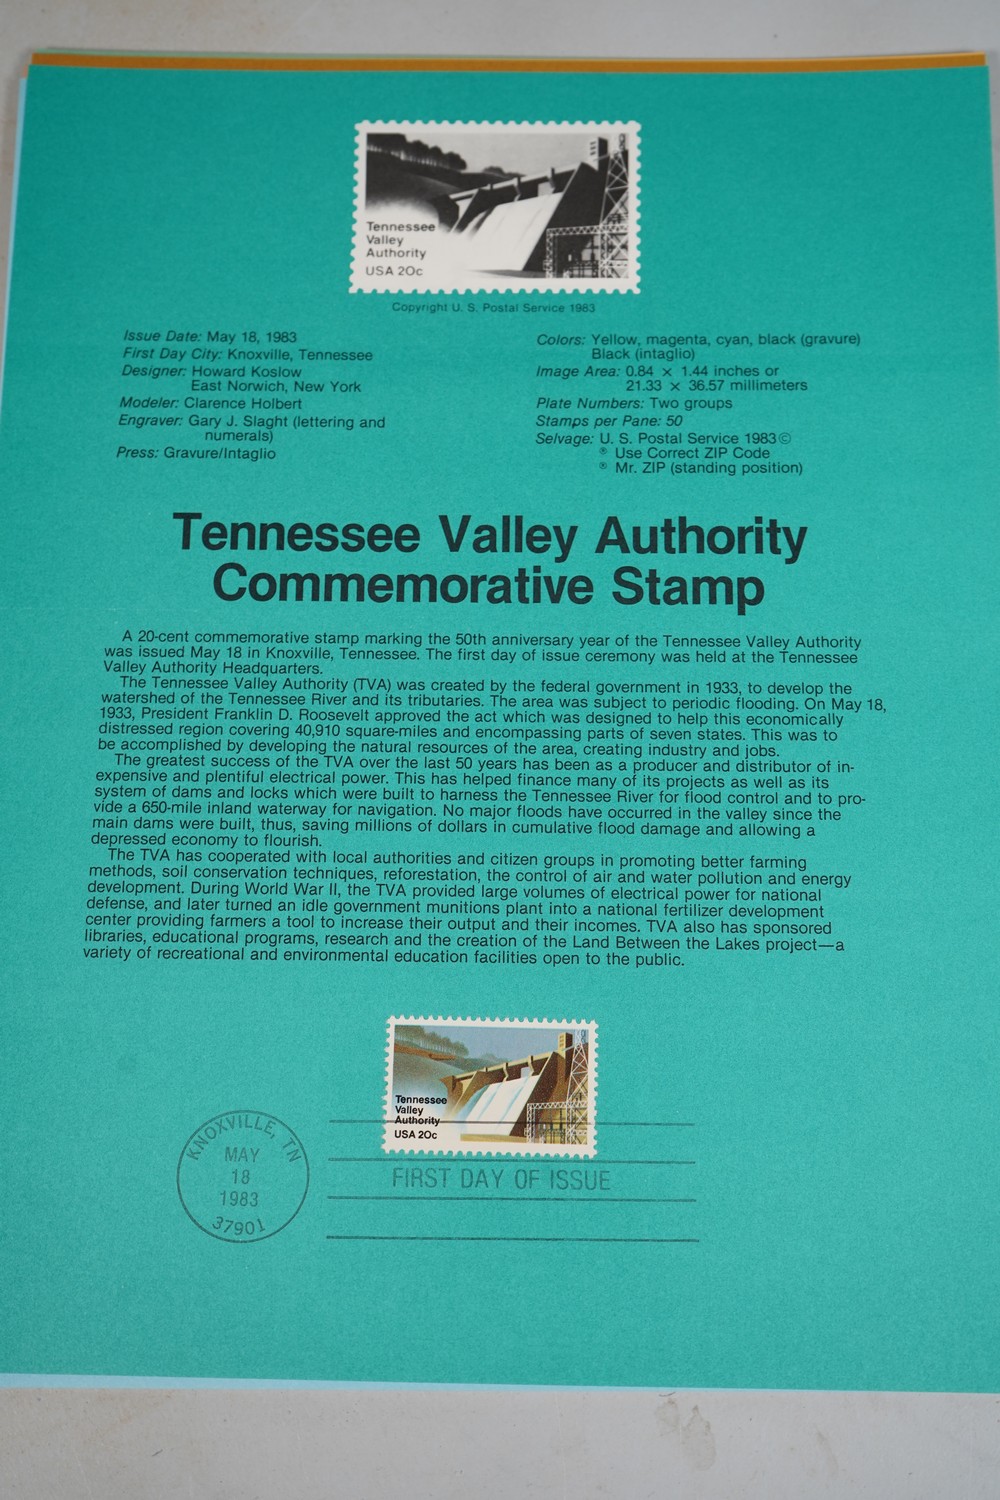 Tennessee
Valley
Authority
USA 20c
Copyright U. S. Postal Service 1983
Issue Date: May 18, 1983
First Day City: Knoxville, Tennessee
Designer: Howard Koslow
East Norwich, New York
Modeler: Clarence Holbert
Engraver: Gary J. Slaght (lettering and
numerals)
Press: Gravure/Intaglio
Colors: Yellow, magenta, cyan, black (gravure)
Black (intaglio)
Image Area: 0.84 × 1.44 inches or
21.33 × 36.57 millimeters
Plate Numbers: Two groups
Stamps per Pane: 50
Selvage: U. S. Postal Service 1983©
® Use Correct ZIP Code
® Mr. ZIP (standing position)
Tennessee Valley Authority
Commemorative Stamp
A 20-cent commemorative stamp marking the 50th anniversary year of the Tennessee Valley Authority
was issued May 18 in Knoxville, Tennessee. The first day of issue ceremony was held at the Tennessee
Valley Authority Headquarters.
The Tennessee Valley Authority (TVA) was created by the federal government in 1933, to develop the
watershed of the Tennessee River and its tributaries. The area was subject to periodic flooding. On May 18,
1933, President Franklin D. Roosevelt approved the act which was designed to help this economically
distressed region covering 40,910 square-miles and encompassing parts of seven states. This was to
be accomplished by developing the natural resources of the area, creating industry and jobs.
The greatest success of the TVA over the last 50 years has been as a producer and distributor of in-
expensive and plentiful electrical power. This has helped finance many of its projects as well as its
system of dams and locks which were built to harness the Tennessee River for flood control and to pro-
vide a 650-mile inland waterway for navigation. No major floods have occurred in the valley since the
main dams were built, thus, saving millions of dollars in cumulative flood damage and allowing a
depressed economy to flourish.
The TVA has cooperated with local authorities and citizen groups in promoting better farming
methods, soil conservation techniques, reforestation, the control of air and water pollution and energy
development. During World War II, the TVA provided large volumes of electrical power for national
defense, and later turned an idle government munitions plant into a national fertilizer development
center providing farmers a tool to increase their output and their incomes. TVA also has sponsored
libraries, educational programs, research and the creation of the Land Between the Lakes project—a
variety of recreational and environmental education facilities open to the public.
Tennessee
Valley
Authority
USA 20c
KNOXVILLE, TN
MAY
18
1983
37901
FIRST DAY OF ISSUE